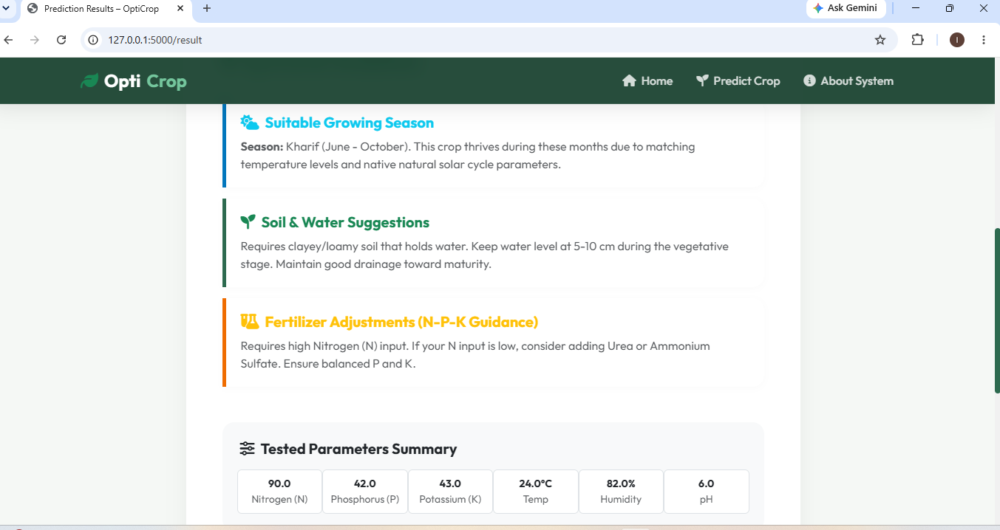 Prediction Results – OptiCrop
Ask Gemini
127.0.0.1:5000/result
I
Opti Crop
Home
Predict Crop
About System
Suitable Growing Season
Season: Kharif (June - October). This crop thrives during these months due to matching
temperature levels and native natural solar cycle parameters.
Soil & Water Suggestions
Requires clayey/loamy soil that holds water. Keep water level at 5-10 cm during the vegetative
stage. Maintain good drainage toward maturity.
Fertilizer Adjustments (N-P-K Guidance)
Requires high Nitrogen (N) input. If your N input is low, consider adding Urea or Ammonium
Sulfate. Ensure balanced P and K.
Tested Parameters Summary
90.0
Nitrogen (N)
42.0
Phosphorus (P)
43.0
Potassium (K)
24.0°C
Temp
82.0%
Humidity
6.0
pH